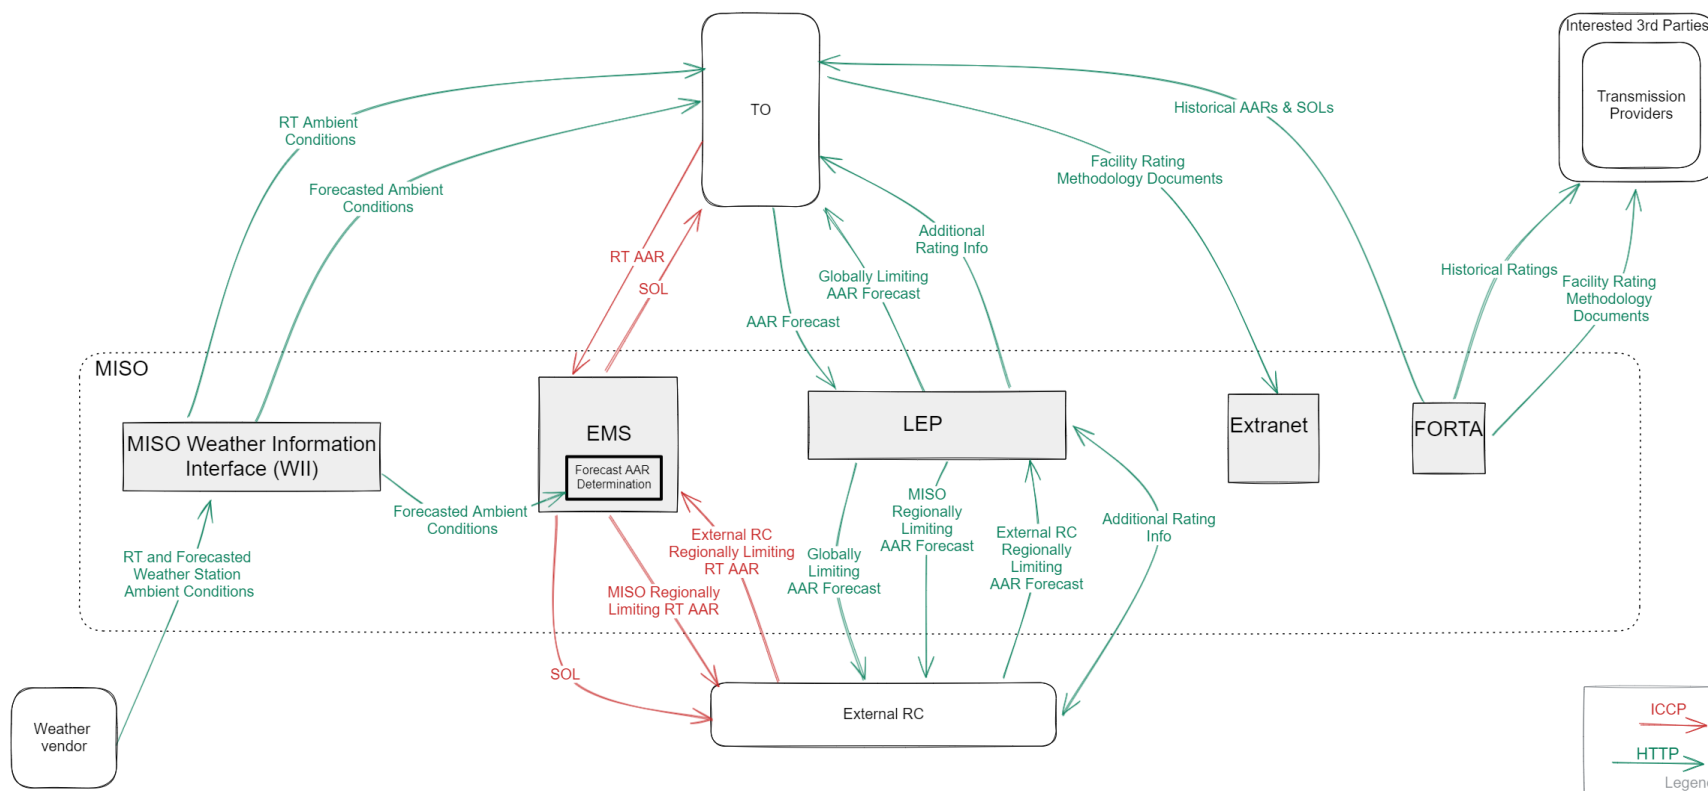 Interested 3rd Parties
Transmission
Providers
TO
Historical AARs & SOLs
RT Ambient
Conditions
Facility Rating
Methodology Documents
Forecasted Ambient
Conditions
Additional
Rating Info
RT AAR
SOL
Globally Limiting
AAR Forecast
Historical Ratings
Facility Rating
Methodology
Documents
AAR Forecast
MISO
MISO Weather Information
Interface (WII)
EMS
Forecast AAR
Determination
LEP
Extranet
FORTA
Forecasted Ambient
Conditions
RT and Forecasted
Weather Station
Ambient Conditions
External RC
Regionally Limiting
RT AAR
MISO Regionally
Limiting RT AAR
Globally
Limiting
AAR Forecast
MISO
Regionally
Limiting
AAR Forecast
External RC
Regionally
Limiting
AAR Forecast
Additional Rating
Info
SOL
External RC
Weather
vendor
ICCP
HTTP
Legen